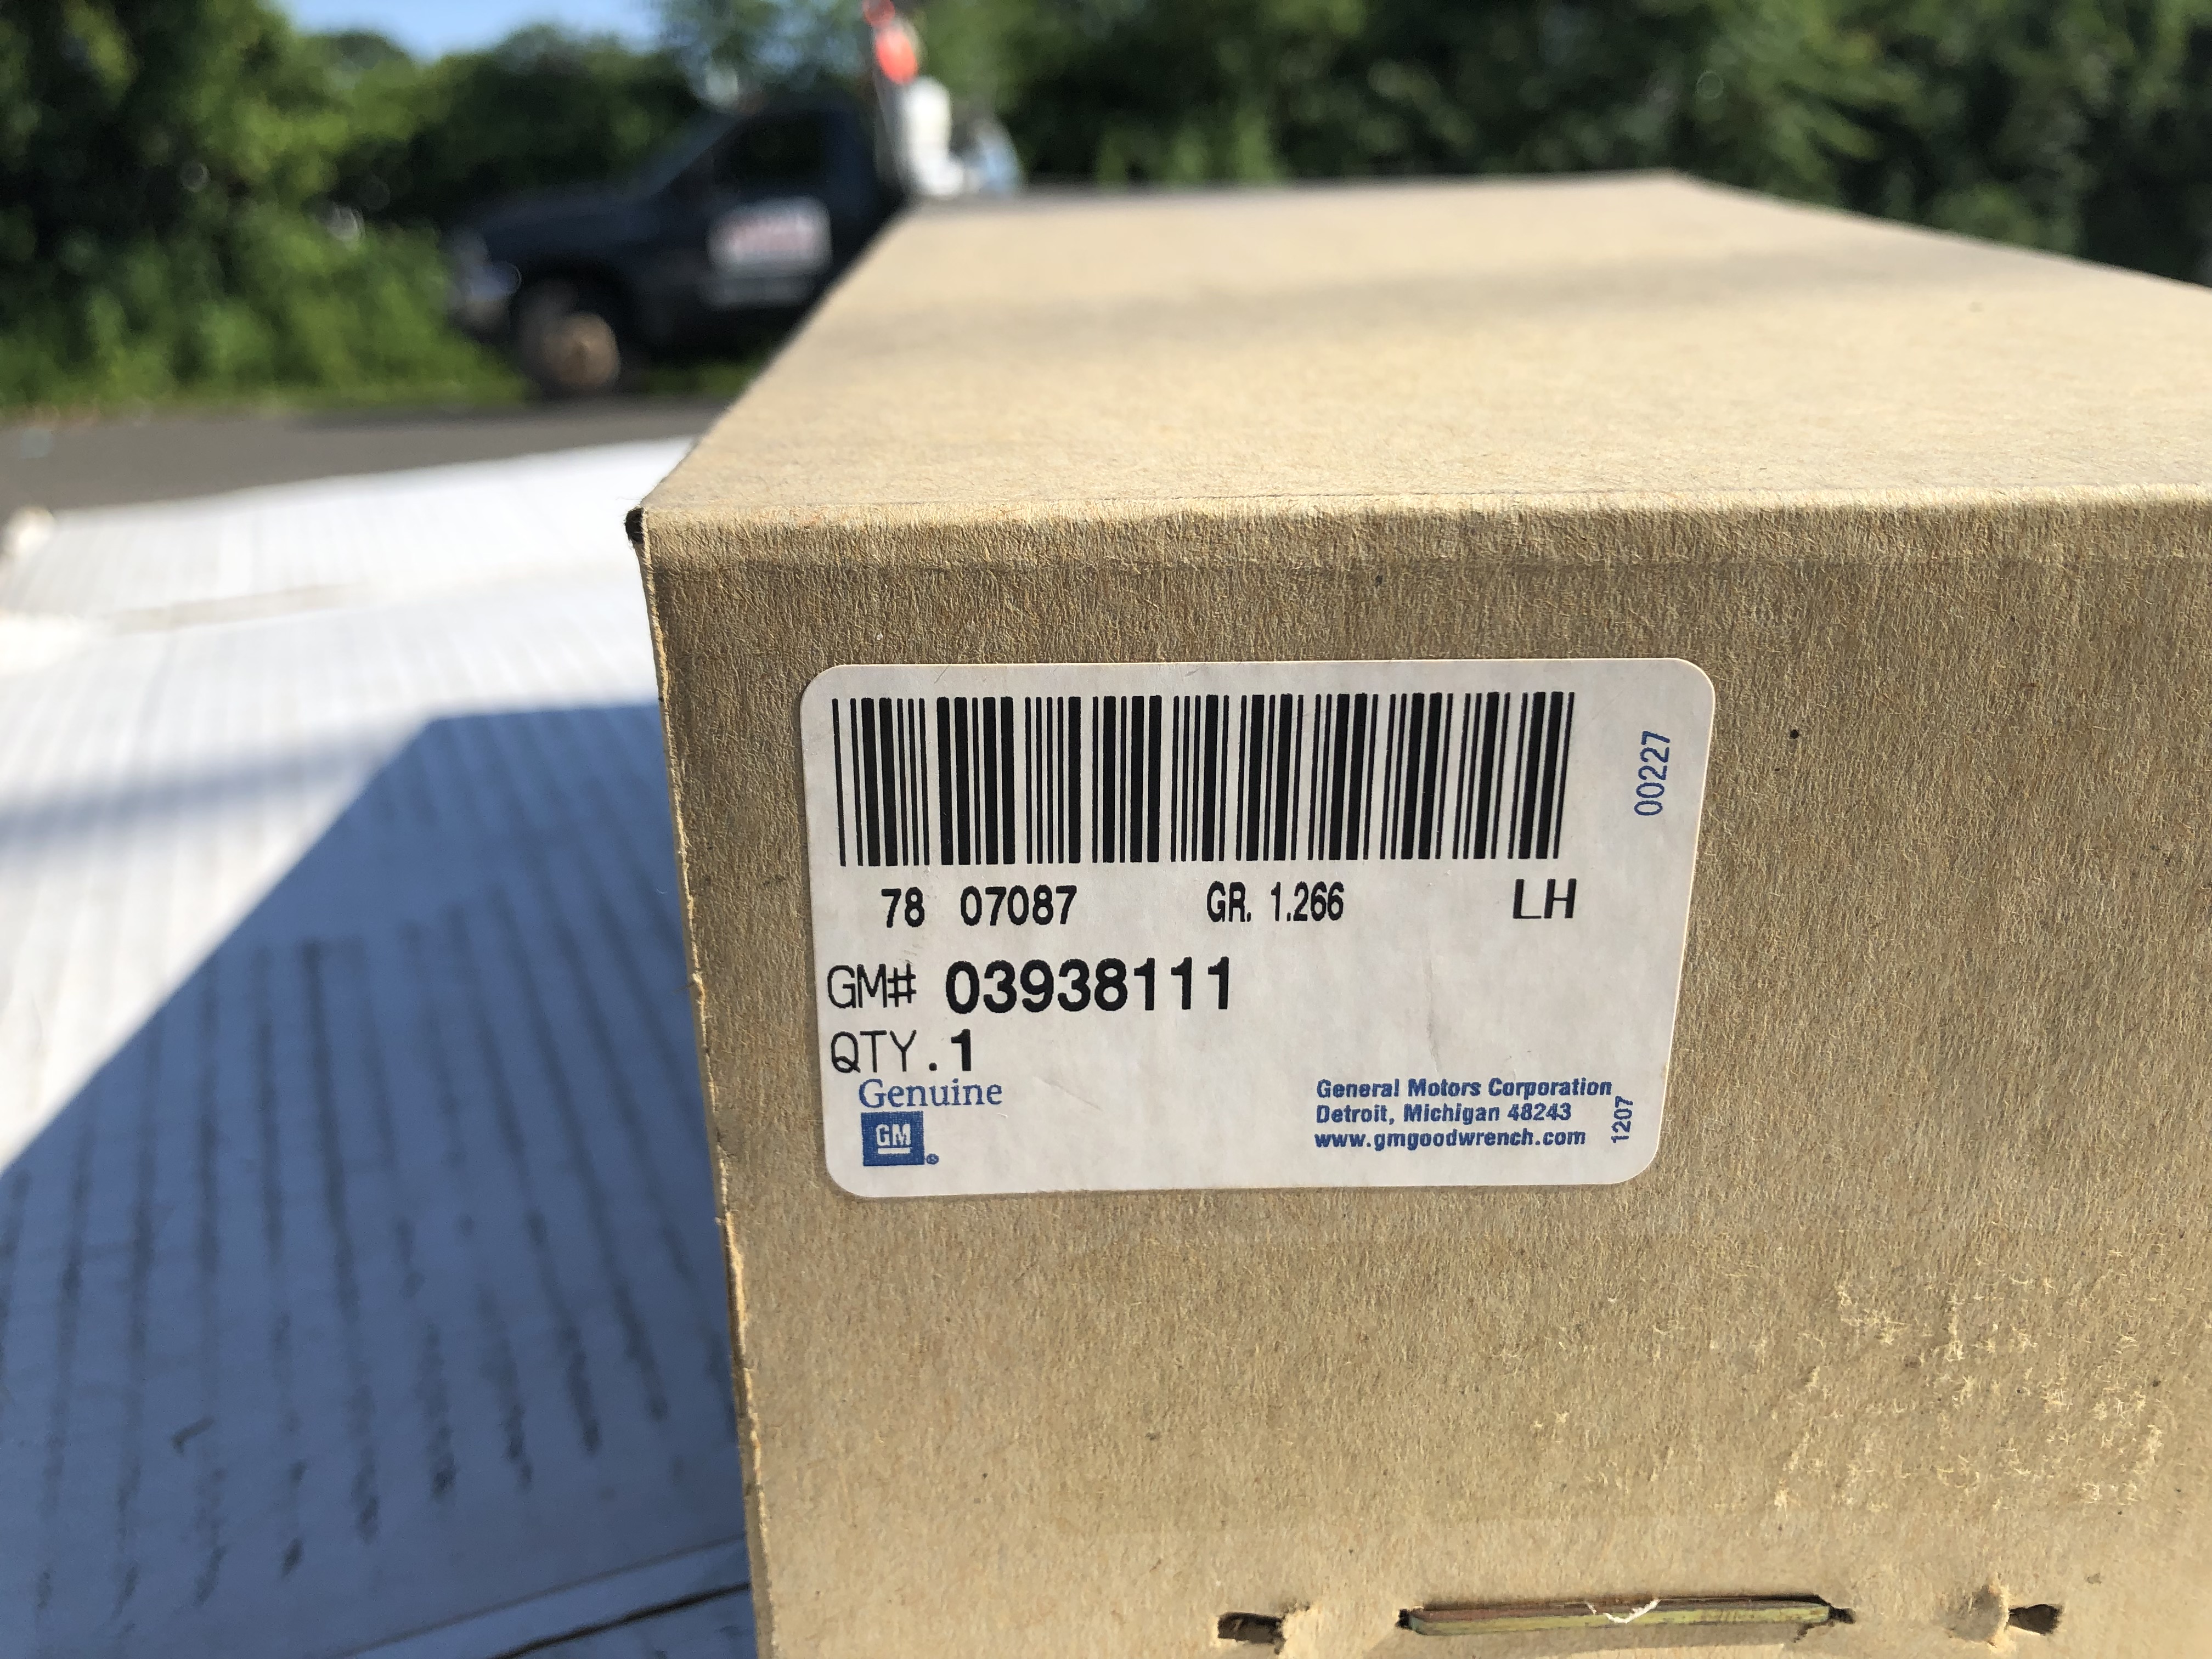 00227
78 07087 GR. 1.266 LH
GM# 03938111
QTY. 1
Genuine
GM
General Motors Corporation
Detroit, Michigan 48243
www.gmgoodwrench.com
1207